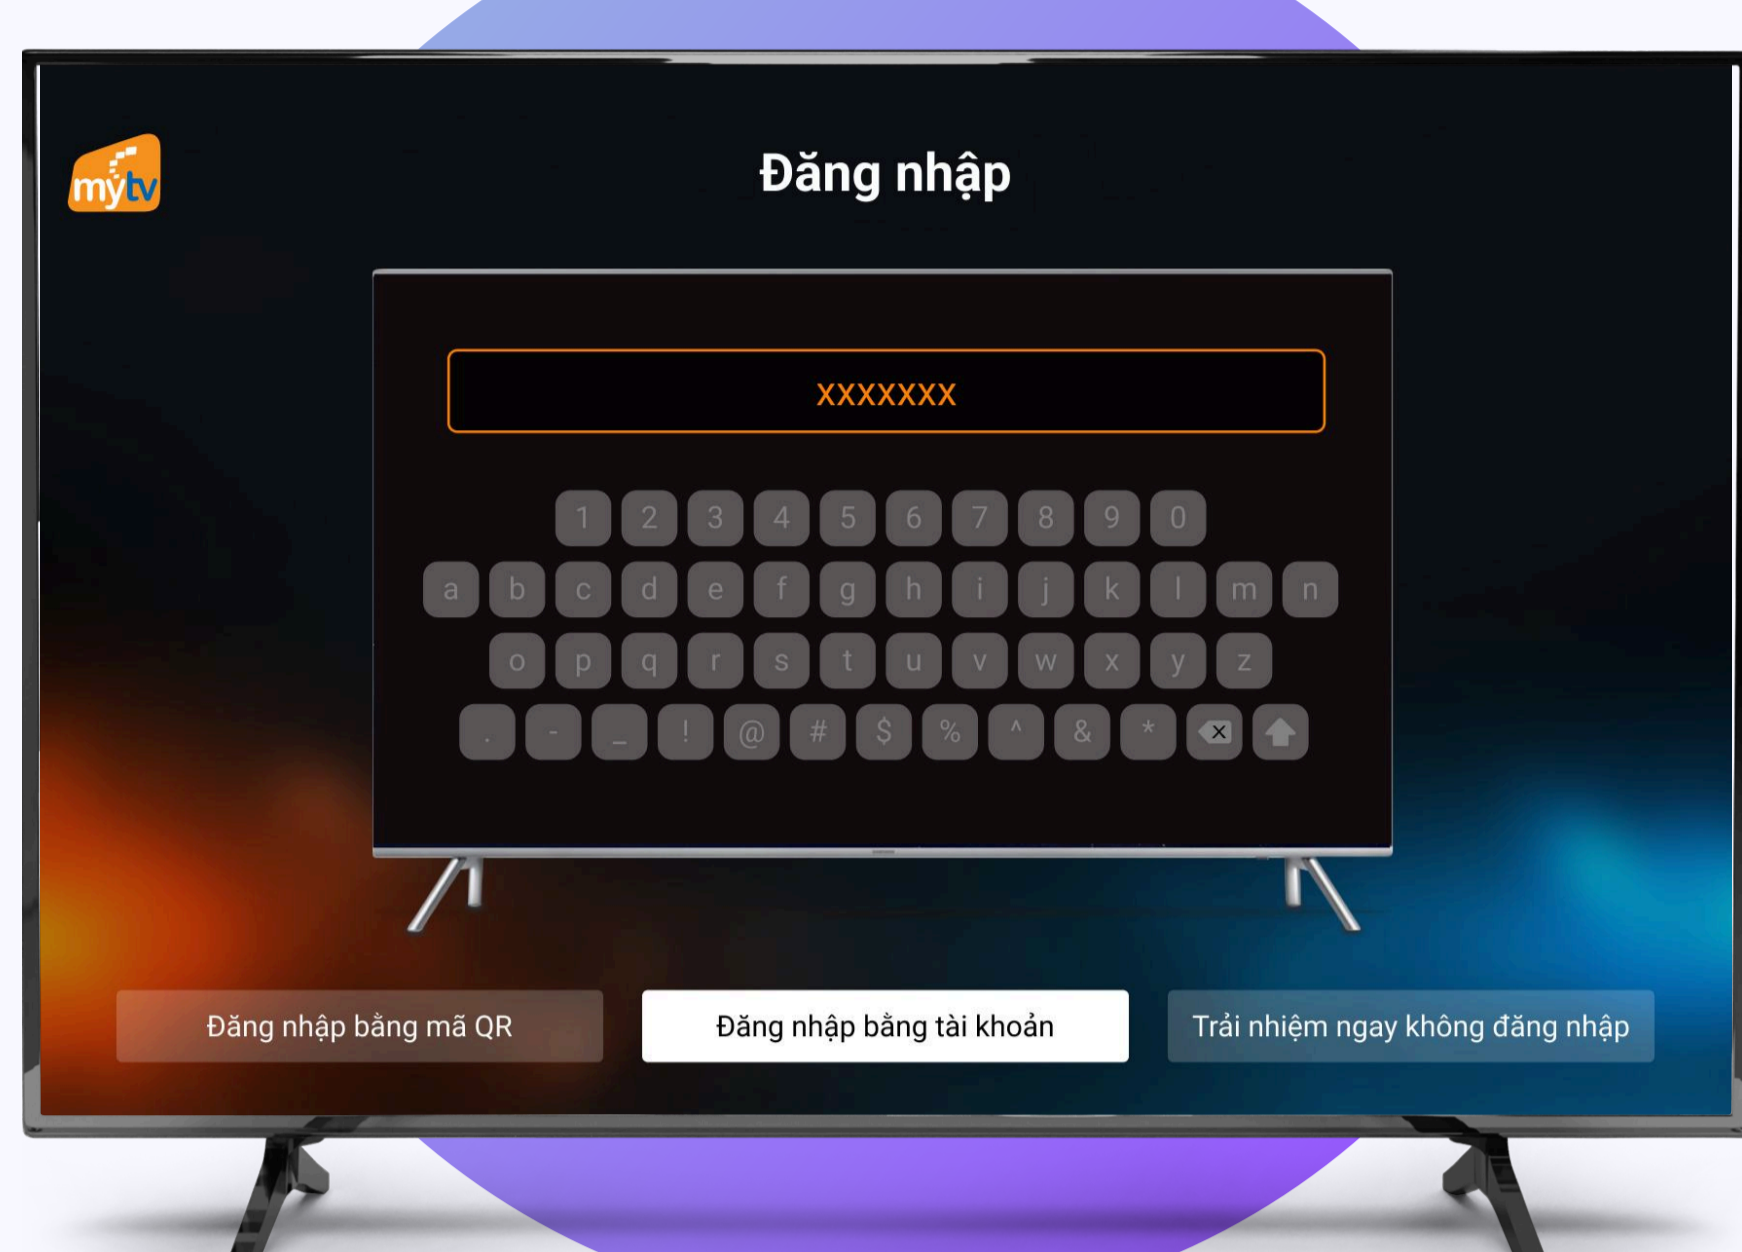 mytv
Đăng nhập
XXXXXXX
1 2 3 4 5 6 7 8 9 0
a b c d e f g h i j k l m n
o p q r s t u v w x y z
. - _ ! @ # $ % ^ & *
Đăng nhập bằng mã QR
Đăng nhập bằng tài khoản
Trải nhiệm ngay không đăng nhập